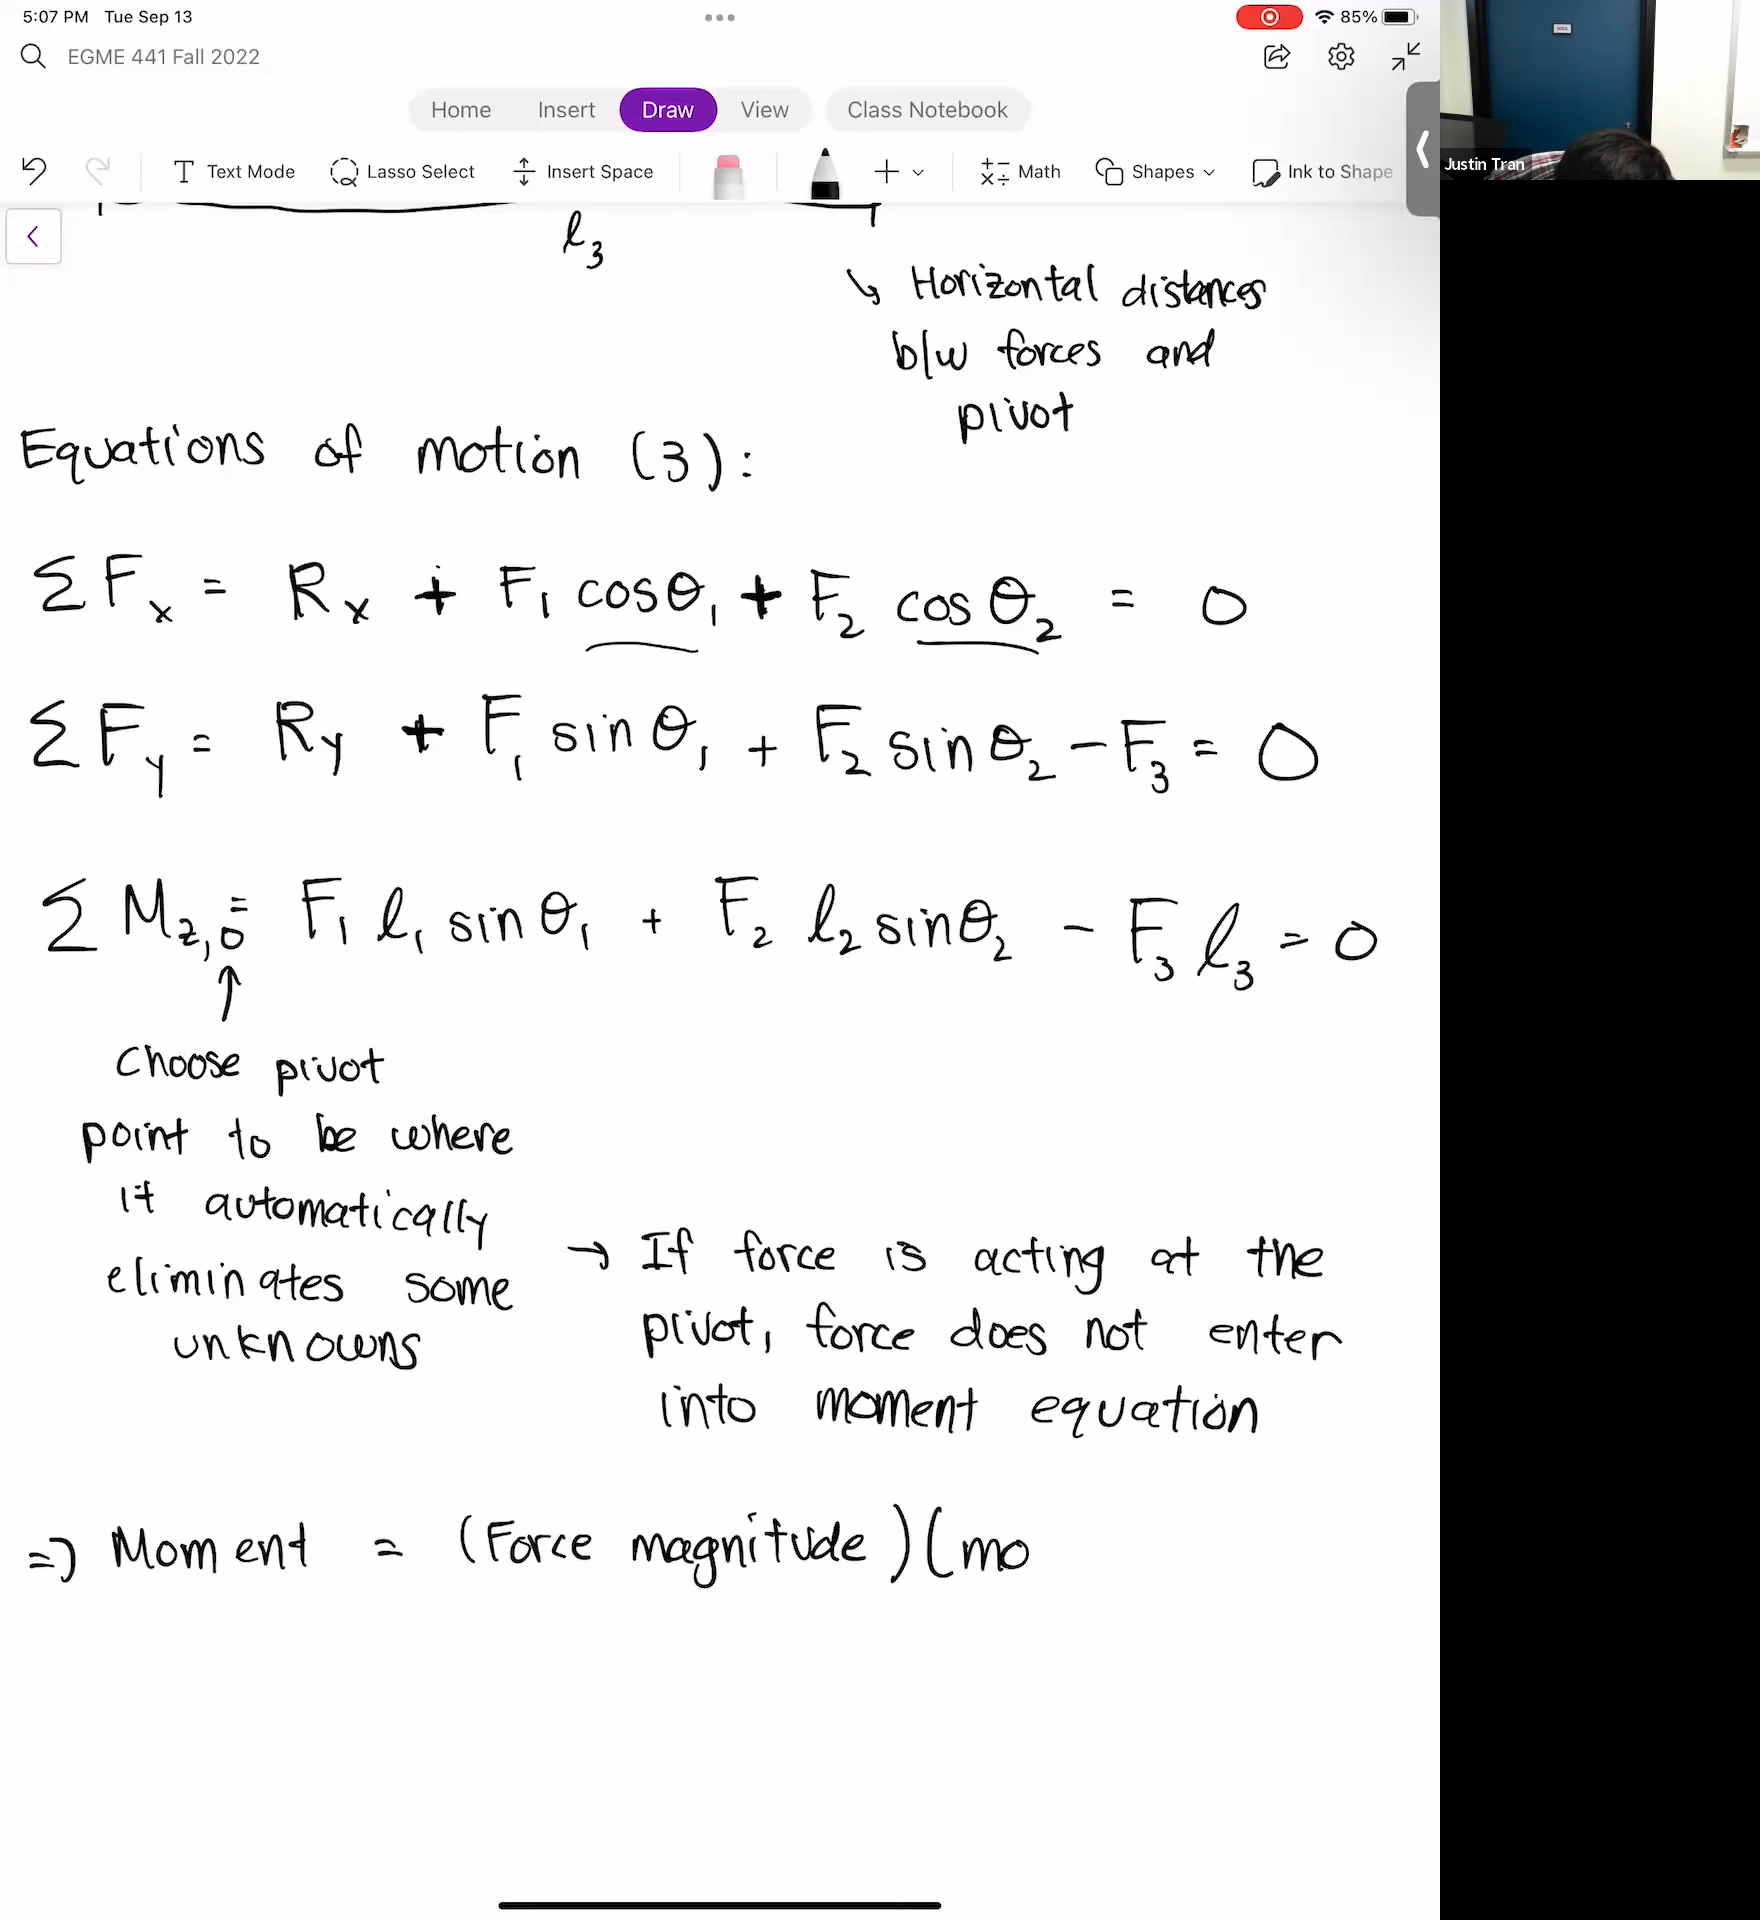 5:07 PM Tue Sep 13
85%
EGME 441 Fall 2022
Home Insert Draw View Class Notebook
Text Mode Lasso Select Insert Space Math Shapes Ink to Shape
Justin Tran
l₃
↳ Horizontal distances
b/w forces and
pivot
Equations of motion (3):
ΣFₓ = Rₓ + F₁ cosθ₁ + F₂ cosθ₂ = 0
ΣF_y = R_y + F₁ sinθ₁ + F₂ sinθ₂ - F₃ = 0
ΣM_z,0 = F₁ l₁ sinθ₁ + F₂ l₂ sinθ₂ - F₃ l₃ = 0
↑
Choose pivot
point to be where
it automatically
eliminates some
unknowns
→ If force is acting at the
pivot, force does not enter
into moment equation
=> Moment = (Force magnitude)(mo